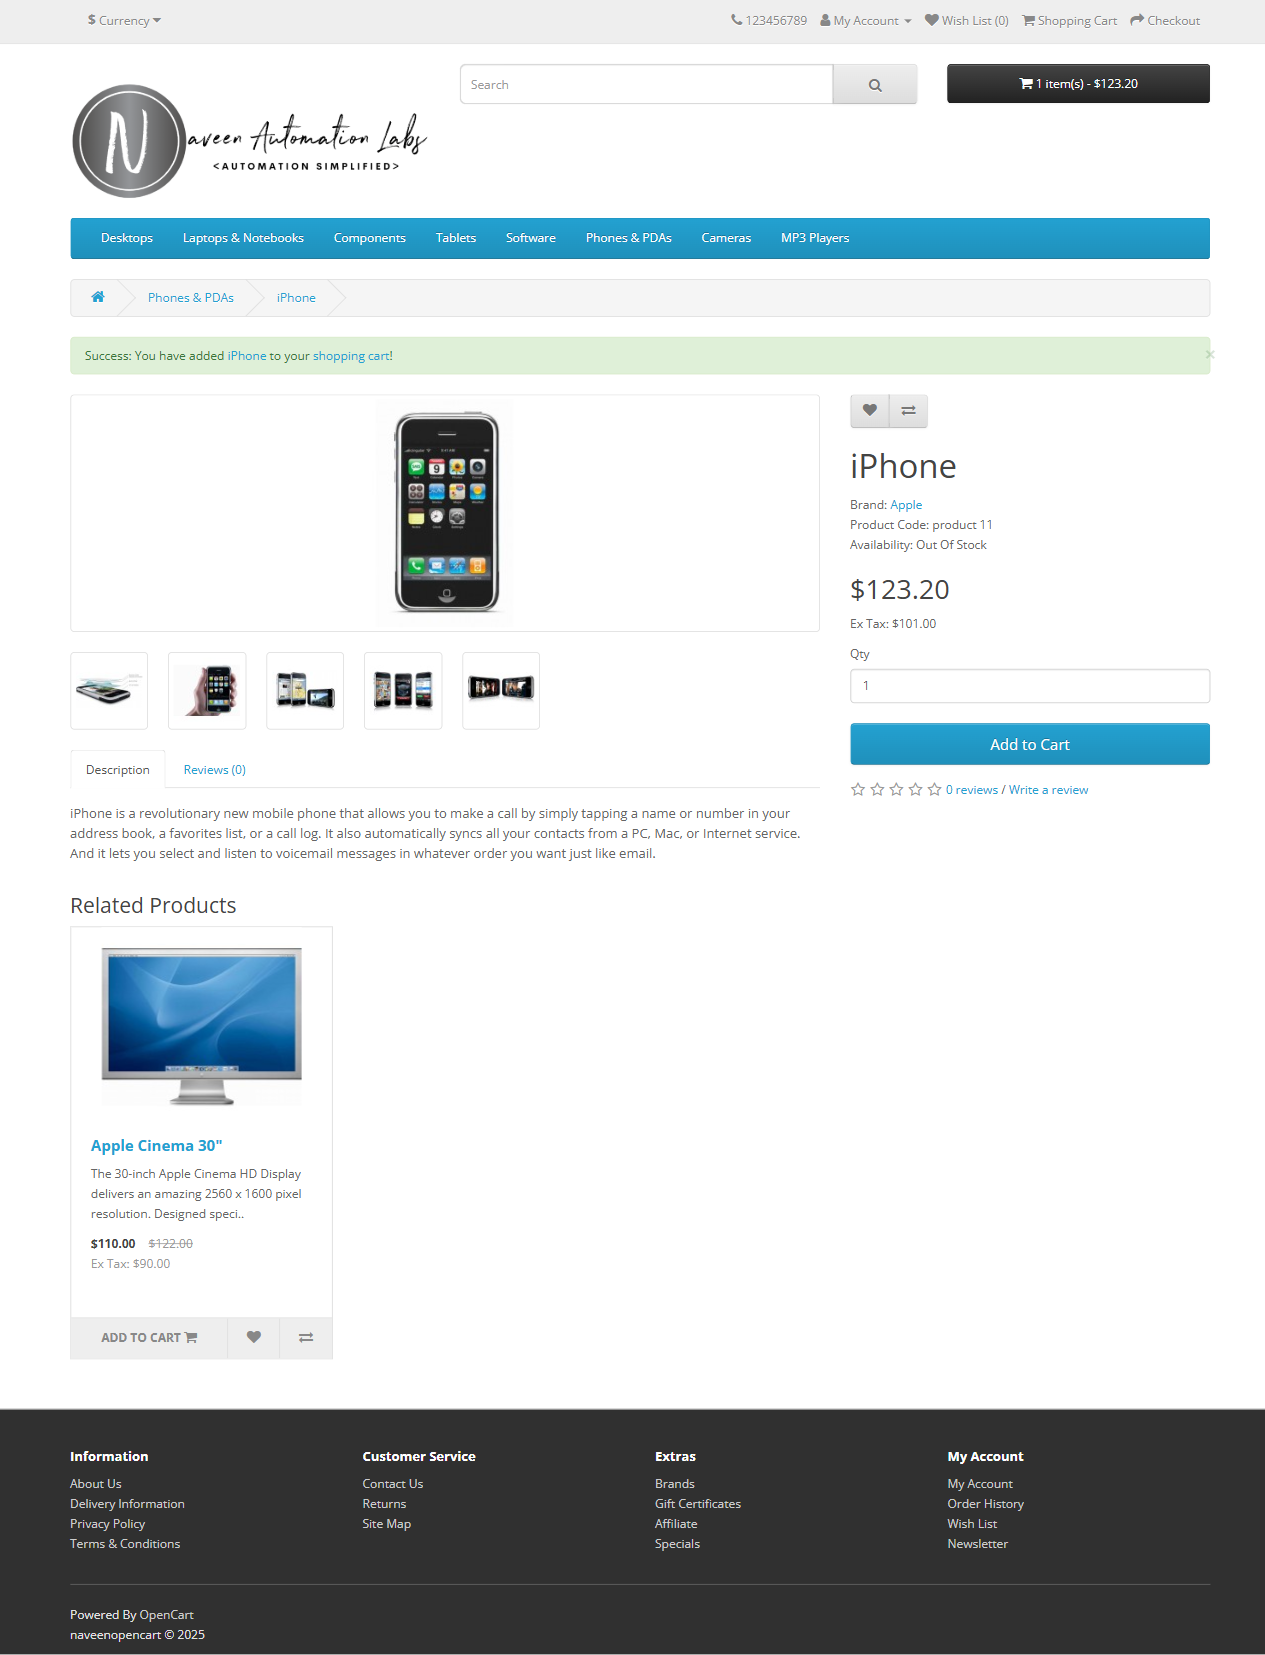 $ Currency
123456789 My Account Wish List (0) Shopping Cart Checkout
Search
1 item(s) - $123.20
N
aveen Automation Labs
<AUTOMATION SIMPLIFIED>
Desktops Laptops & Notebooks Components Tablets Software Phones & PDAs Cameras MP3 Players
Phones & PDAs iPhone
Success: You have added iPhone to your shopping cart!
×
iPhone
Brand: Apple
Product Code: product 11
Availability: Out Of Stock
$123.20
Ex Tax: $101.00
Qty
1
Add to Cart
0 reviews / Write a review
Description Reviews (0)
iPhone is a revolutionary new mobile phone that allows you to make a call by simply tapping a name or number in your
address book, a favorites list, or a call log. It also automatically syncs all your contacts from a PC, Mac, or Internet service.
And it lets you select and listen to voicemail messages in whatever order you want just like email.
Related Products
Apple Cinema 30"
The 30-inch Apple Cinema HD Display
delivers an amazing 2560 x 1600 pixel
resolution. Designed speci..
$110.00 $122.00
Ex Tax: $90.00
ADD TO CART
Information
About Us
Delivery Information
Privacy Policy
Terms & Conditions
Customer Service
Contact Us
Returns
Site Map
Extras
Brands
Gift Certificates
Affiliate
Specials
My Account
My Account
Order History
Wish List
Newsletter
Powered By OpenCart
naveenopencart © 2025